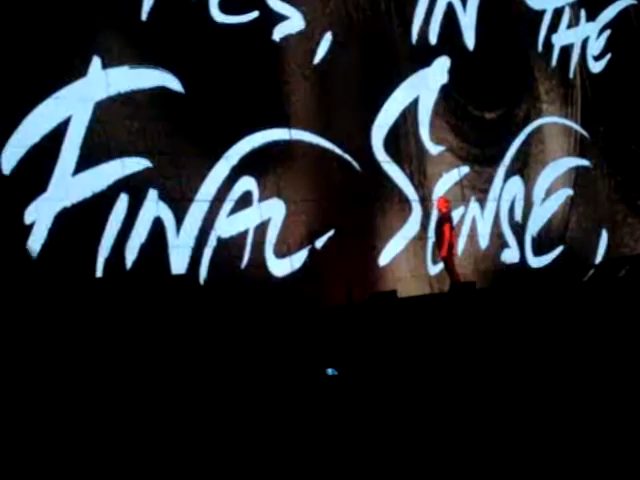 , IN THE
FINAL SENSE,